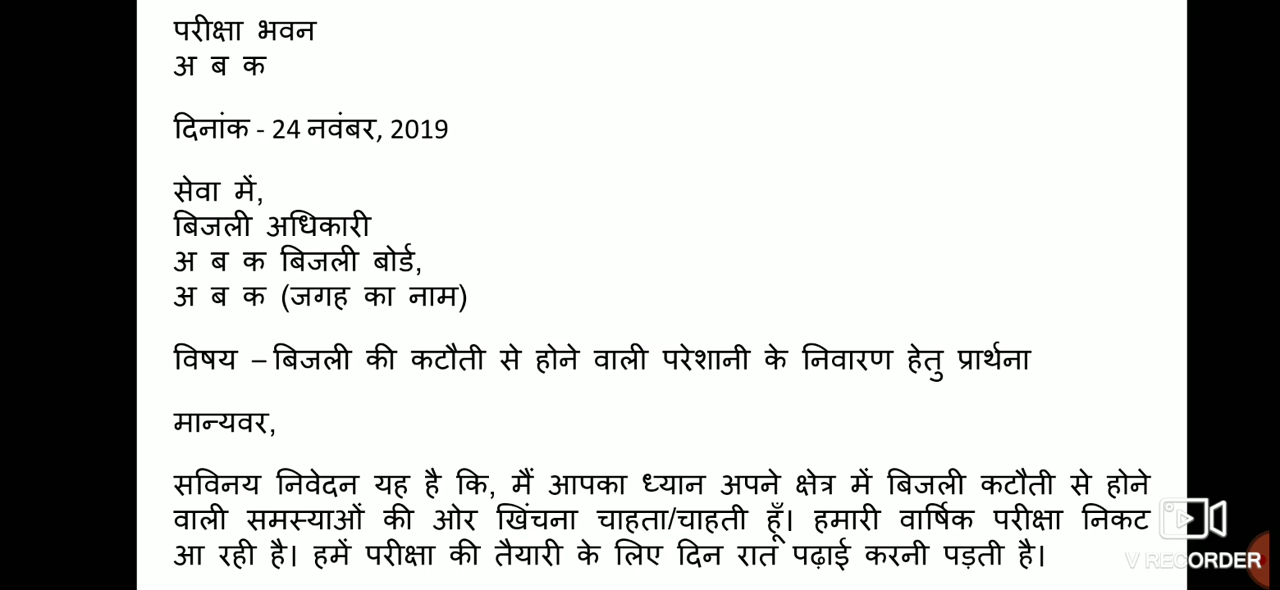 परीक्षा भवन
अ ब क
दिनांक - 24 नवंबर, 2019
सेवा में,
बिजली अधिकारी
अ ब क बिजली बोर्ड,
अ ब क (जगह का नाम)
विषय – बिजली की कटौती से होने वाली परेशानी के निवारण हेतु प्रार्थना
मान्यवर,
सविनय निवेदन यह है कि, मैं आपका ध्यान अपने क्षेत्र में बिजली कटौती से होने
वाली समस्याओं की ओर खिंचना चाहता/चाहती हूँ। हमारी वार्षिक परीक्षा निकट
आ रही है। हमें परीक्षा की तैयारी के लिए दिन रात पढ़ाई करनी पड़ती है।
V RECORDER